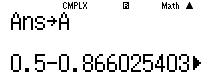 CMPLX R Math ▲
Ans→A
0.5-0.866025403▶